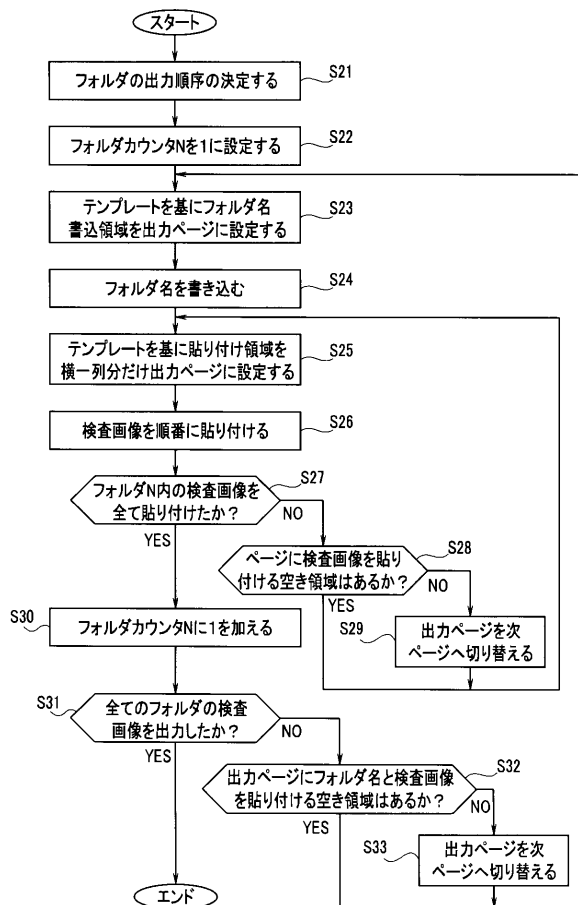 スタート
フォルダの出力順序の決定する
S21
フォルダカウンタNを1に設定する
S22
テンプレートを基にフォルダ名
書込領域を出力ページに設定する
S23
フォルダ名を書き込む
S24
テンプレートを基に貼り付け領域を
横一列分だけ出力ページに設定する
S25
検査画像を順番に貼り付ける
S26
フォルダN内の検査画像を
全て貼り付けたか？
S27
NO
YES
ページに検査画像を貼り
付ける空き領域はあるか？
S28
NO
YES
S29
出力ページを次
ページへ切り替える
S30
フォルダカウンタNに1を加える
S31
全てのフォルダの検査
画像を出力したか？
NO
YES
出力ページにフォルダ名と検査画像
を貼り付ける空き領域はあるか？
S32
NO
YES
S33
出力ページを次
ページへ切り替える
エンド